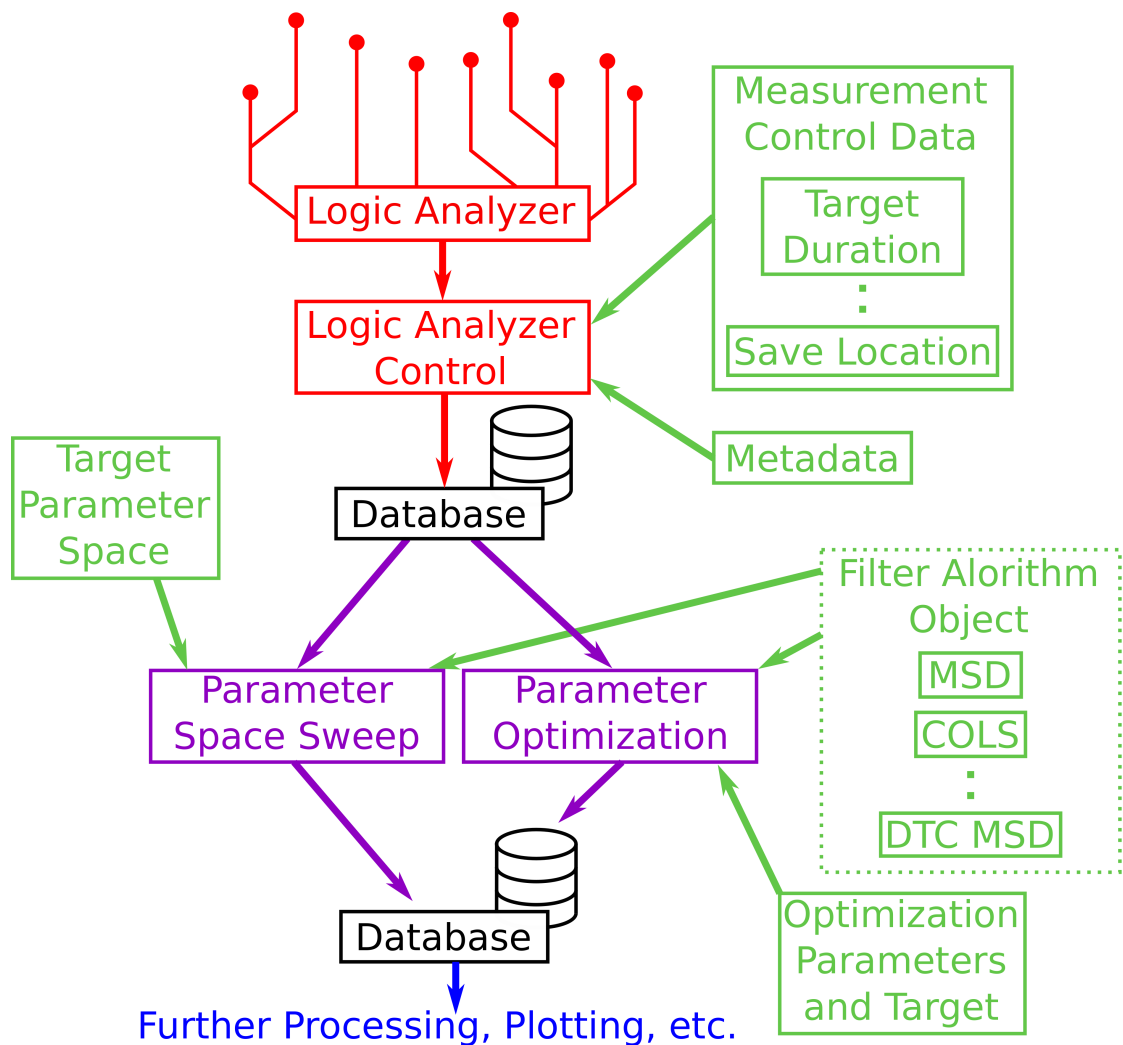 Logic Analyzer
Measurement
Control Data
Target
Duration
:
Save Location
Logic Analyzer
Control
Metadata
Target
Parameter
Space
Database
Filter Alorithm
Object
MSD
COLS
:
DTC MSD
Parameter
Space Sweep
Parameter
Optimization
Optimization
Parameters
and Target
Database
Further Processing, Plotting, etc.